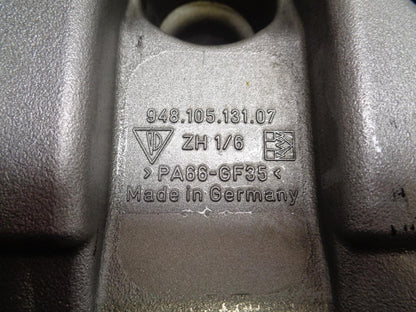 948.105.131.07
ZH 1/6
>PA66-GF35<
Made in Germany